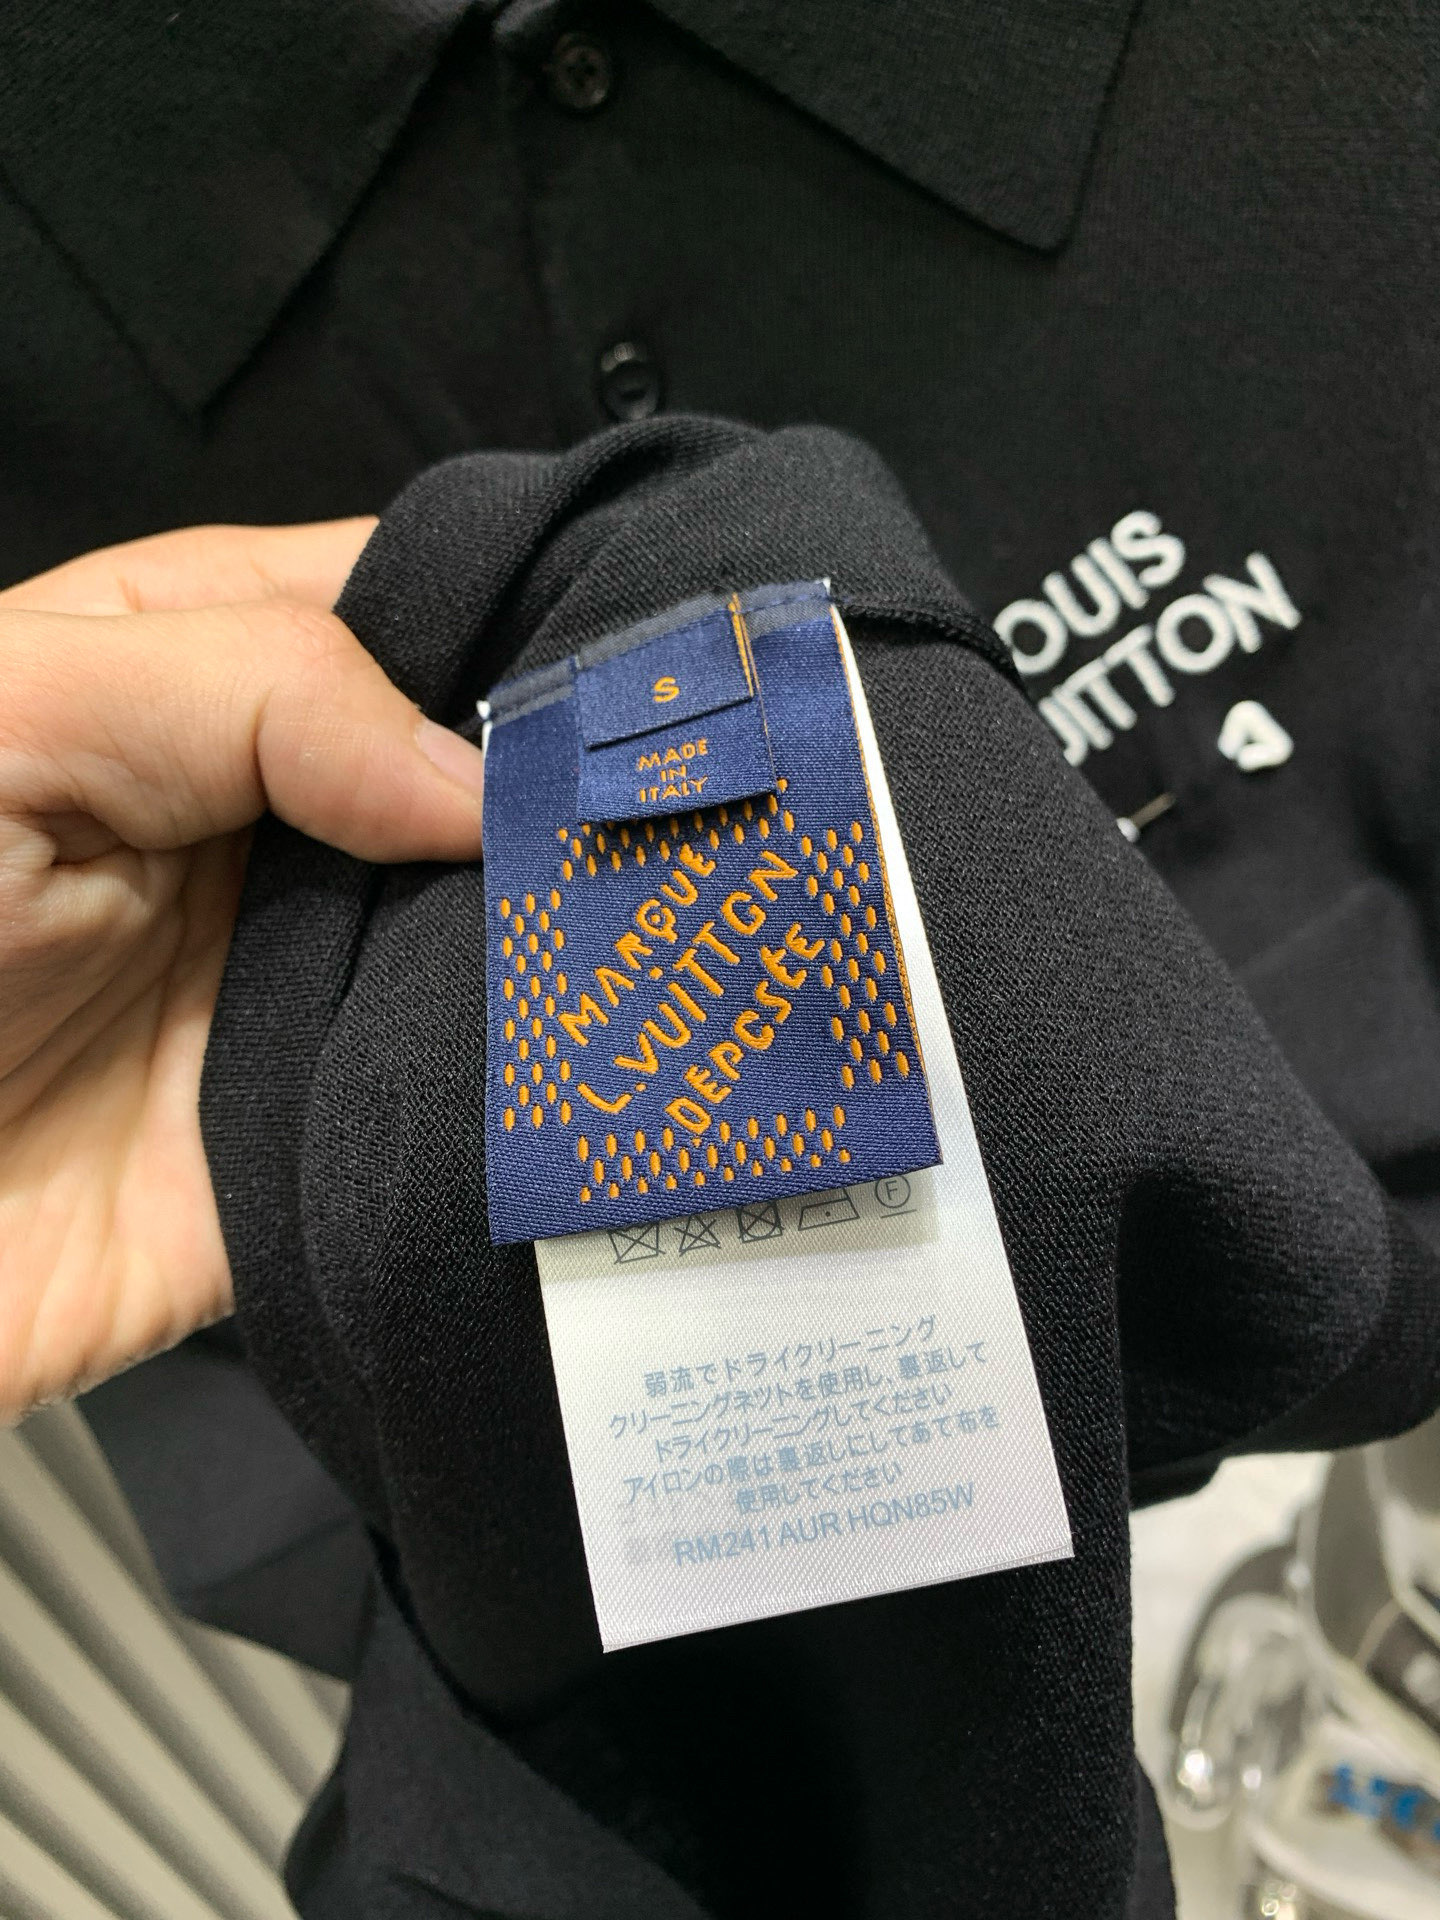 OUIS
UITTON
S
MADE
IN
ITALY
MARQUE
L.VUITTGN
DEPCSEE
F
弱流でドライクリーニング
クリーニングネツトを使用し、裏返して
ドライクリーニングしてください
アイロンの際は裏返しにしてあて布を
使用してください
RM241 AUR HQN85W